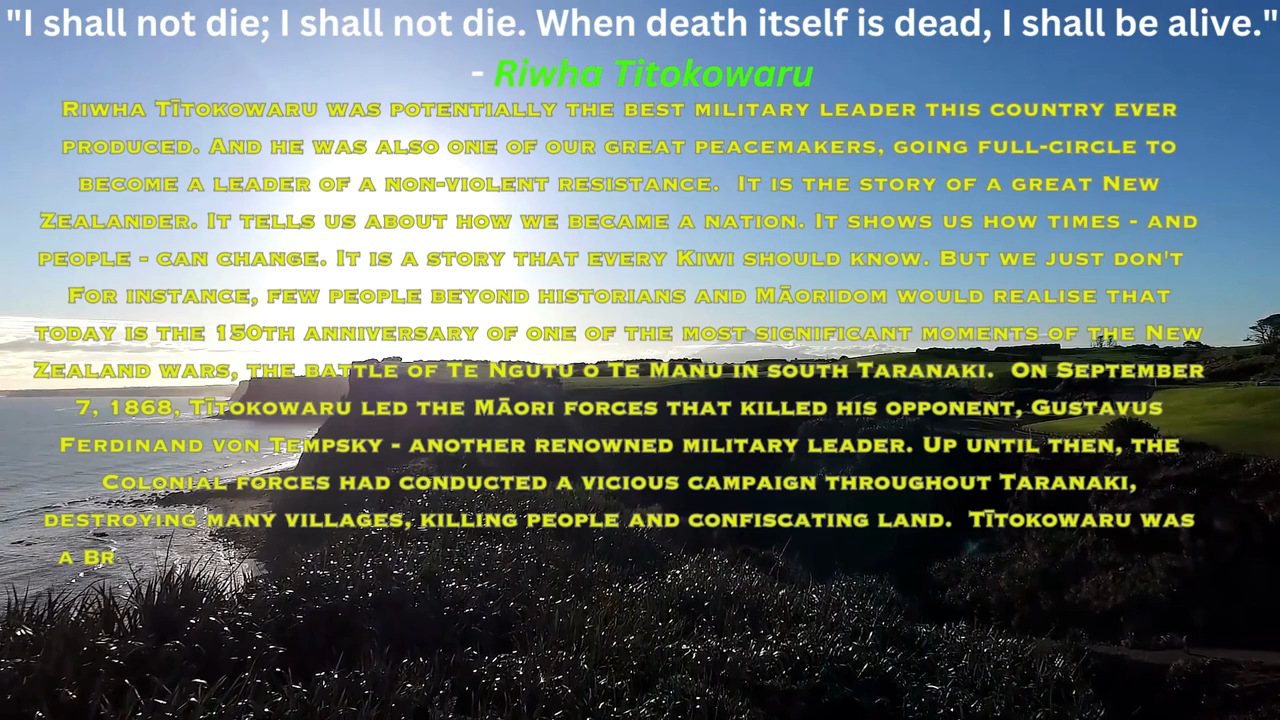 "I shall not die; I shall not die. When death itself is dead, I shall be alive."
- Riwha Titokowaru
Riwha Tītokowaru was potentially the best military leader this country ever
produced. And he was also one of our great peacemakers, going full-circle to
become a leader of a non-violent resistance.  It is the story of a great New
Zealander. It tells us about how we became a nation. It shows us how times - and
people - can change. It is a story that every Kiwi should know. But we just don't
For instance, few people beyond historians and Māoridom would realise that
today is the 150th anniversary of one of the most significant moments of the New
Zealand wars, the battle of Te Ngutu o Te Manu in south Taranaki.  On September
7, 1868, Tītokowaru led the Māori forces that killed his opponent, Gustavus
Ferdinand von Tempsky - another renowned military leader. Up until then, the
Colonial forces had conducted a vicious campaign throughout Taranaki,
destroying many villages, killing people and confiscating land.  Tītokowaru was
a Br